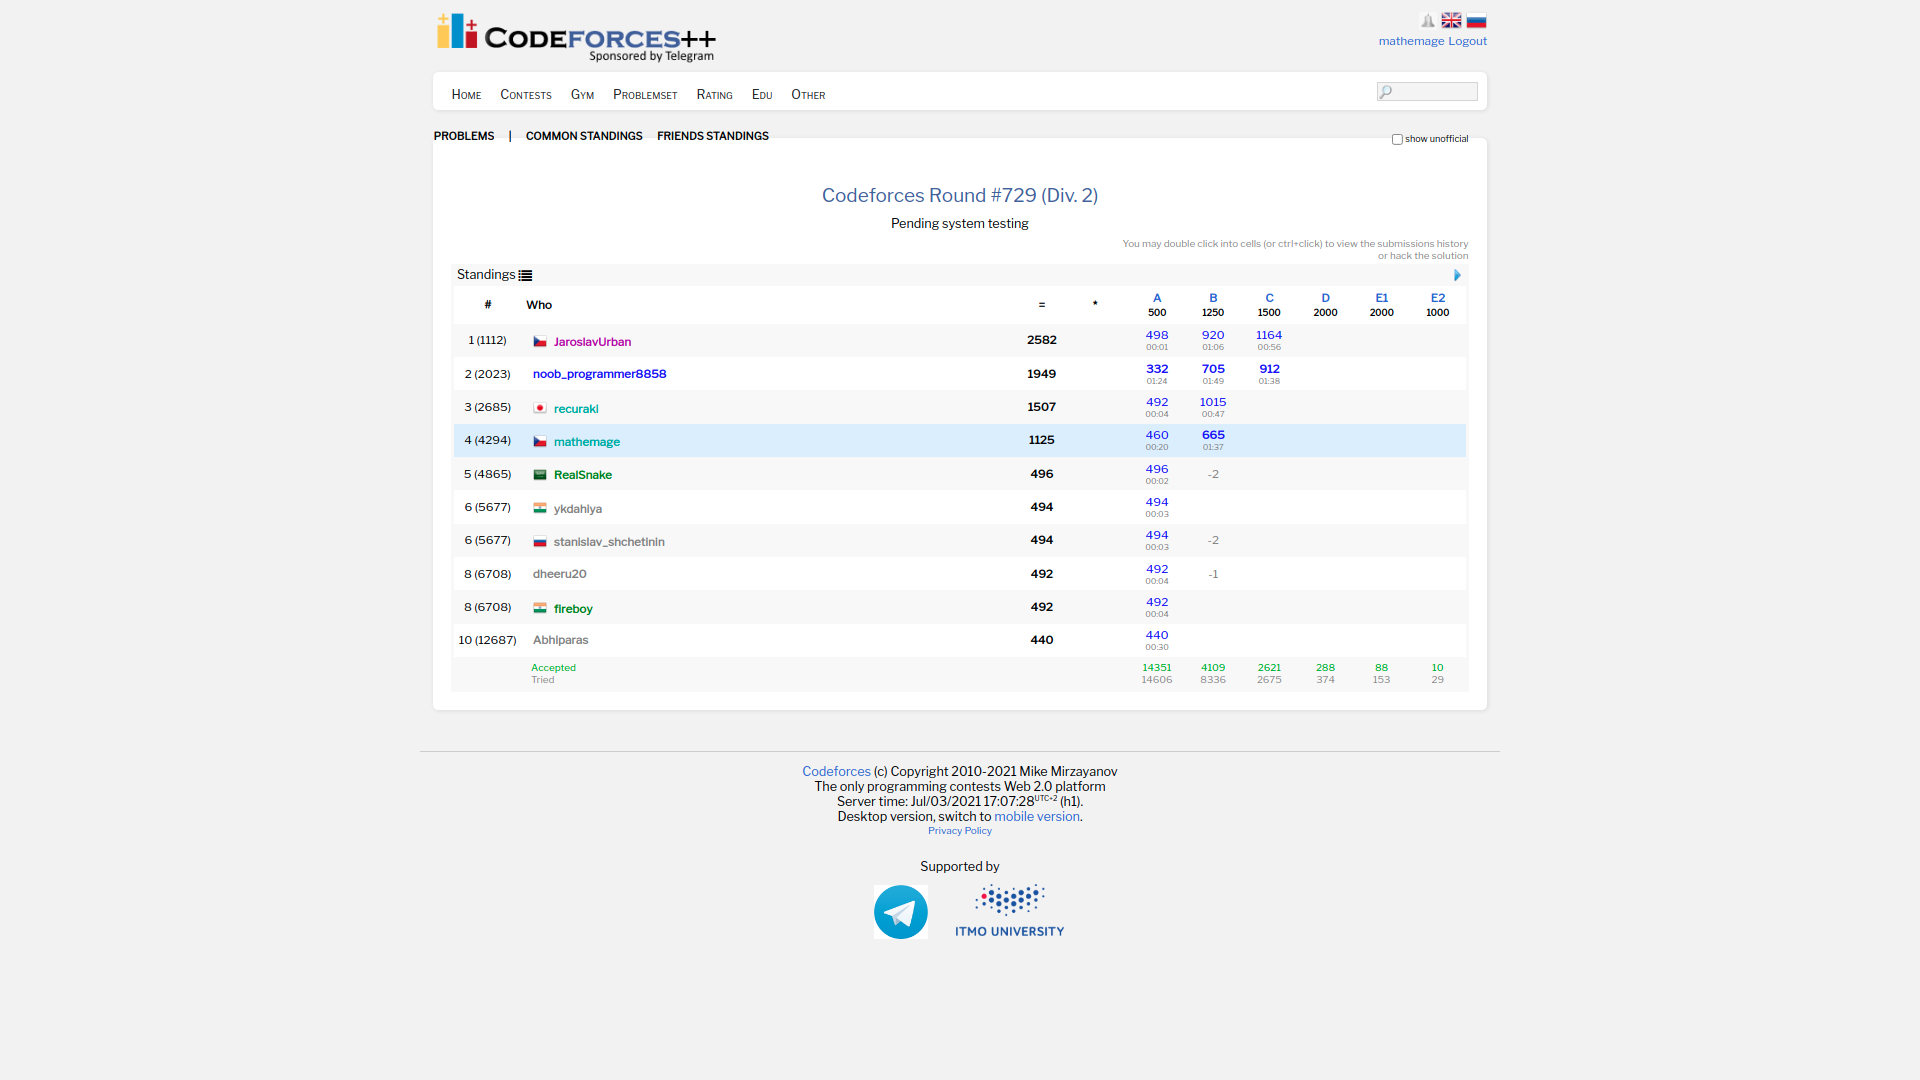 CODEFORCES++
Sponsored by Telegram
mathemage Logout
HOME CONTESTS GYM PROBLEMSET RATING EDU OTHER
PROBLEMS | COMMON STANDINGS FRIENDS STANDINGS
show unofficial
Codeforces Round #729 (Div. 2)
Pending system testing
You may double click into cells (or ctrl+click) to view the submissions history
or hack the solution
Standings
# Who = * A B C D E1 E2
500 1250 1500 2000 2000 1000
1 (1112) JaroslavUrban 2582 498 920 1164
00:01 01:06 00:56
2 (2023) noob_programmer8858 1949 332 705 912
01:24 01:49 01:38
3 (2685) recuraki 1507 492 1015
00:04 00:47
4 (4294) mathemage 1125 460 665
00:20 01:37
5 (4865) RealSnake 496 496 -2
00:02
6 (5677) ykdahiya 494 494
00:03
6 (5677) stanislav_shchetinin 494 494 -2
00:03
8 (6708) dheeru20 492 492 -1
00:04
8 (6708) fireboy 492 492
00:04
10 (12687) Abhiparas 440 440
00:30
Accepted 14351 4109 2621 288 88 10
Tried 14606 8336 2675 374 153 29
Codeforces (c) Copyright 2010-2021 Mike Mirzayanov
The only programming contests Web 2.0 platform
Server time: Jul/03/2021 17:07:28UTC+2 (h1).
Desktop version, switch to mobile version.
Privacy Policy
Supported by
ITMO UNIVERSITY